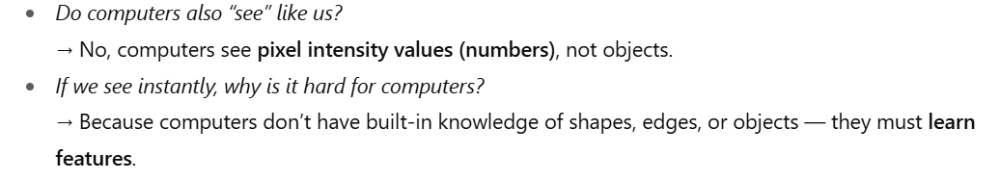 • Do computers also “see” like us?
→ No, computers see pixel intensity values (numbers), not objects.
• If we see instantly, why is it hard for computers?
→ Because computers don’t have built-in knowledge of shapes, edges, or objects — they must learn
features.